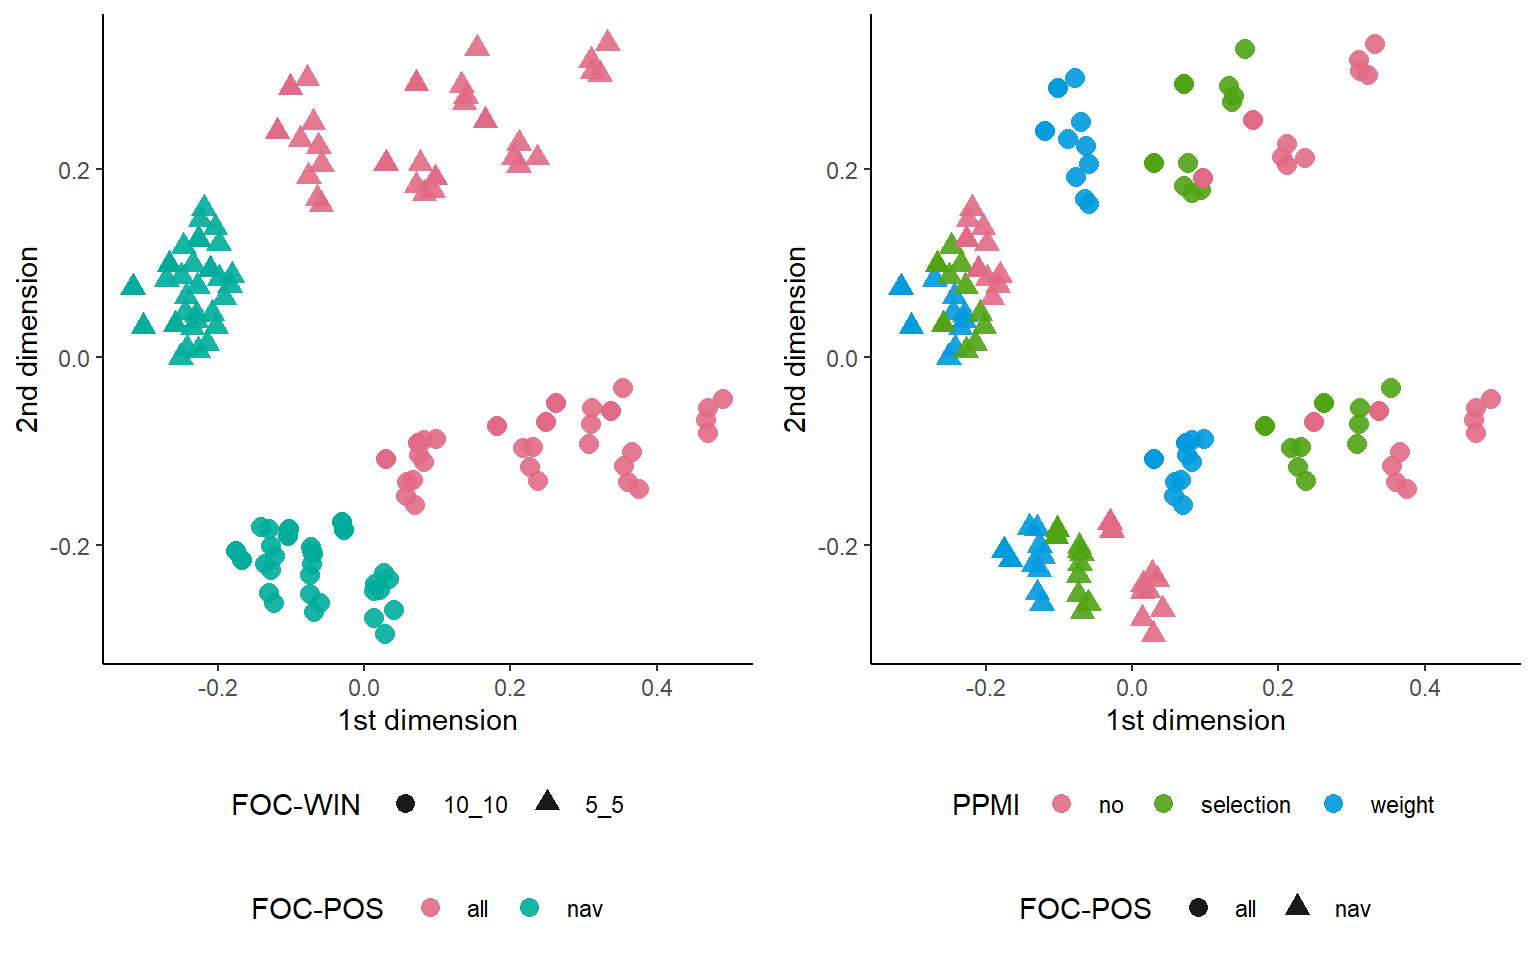 2nd dimension
0.2
0.0
-0.2
-0.2 0.0 0.2 0.4
1st dimension
FOC-WIN 10_10 5_5
FOC-POS all nav
2nd dimension
0.2
0.0
-0.2
-0.2 0.0 0.2 0.4
1st dimension
PPMI no selection weight
FOC-POS all nav